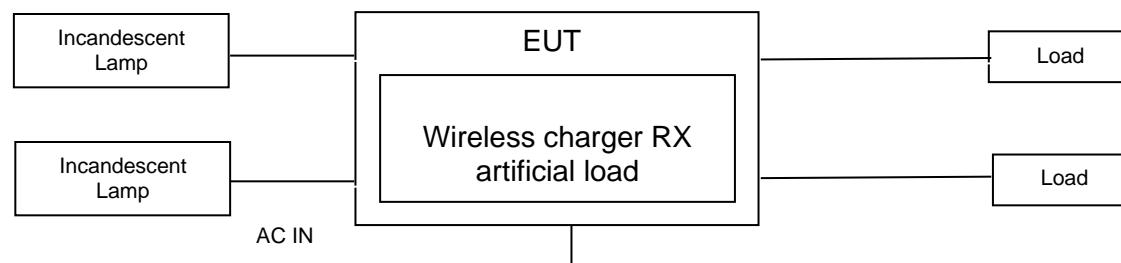 Incandescent
Lamp
EUT
Load
Wireless charger RX
artificial load
Incandescent
Lamp
Load
AC IN